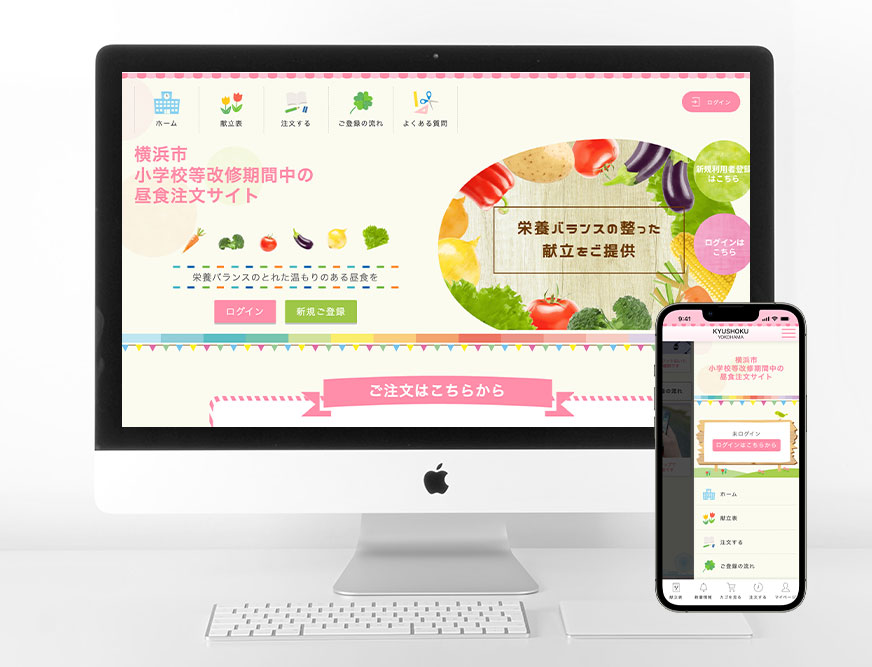 ホーム
献立表
注文する
ご登録の流れ
よくある質問
ログイン
横浜市
小学校等改修期間中の
昼食注文サイト
栄養バランスの整った
献立をご提供
新規利用者登録
はこちら
ログインは
こちら
栄養バランスのとれた温もりのある昼食を
ログイン
新規ご登録
ご注文はこちらから
9:41
KYUSHOKU
YOKOHAMA
横浜市
小学校等改修期間中の
昼食注文サイト
未ログイン
ログインはこちらから
ホーム
献立表
注文する
ご登録の流れ
献立表
新着情報
カゴを見る
注文する
マイページ